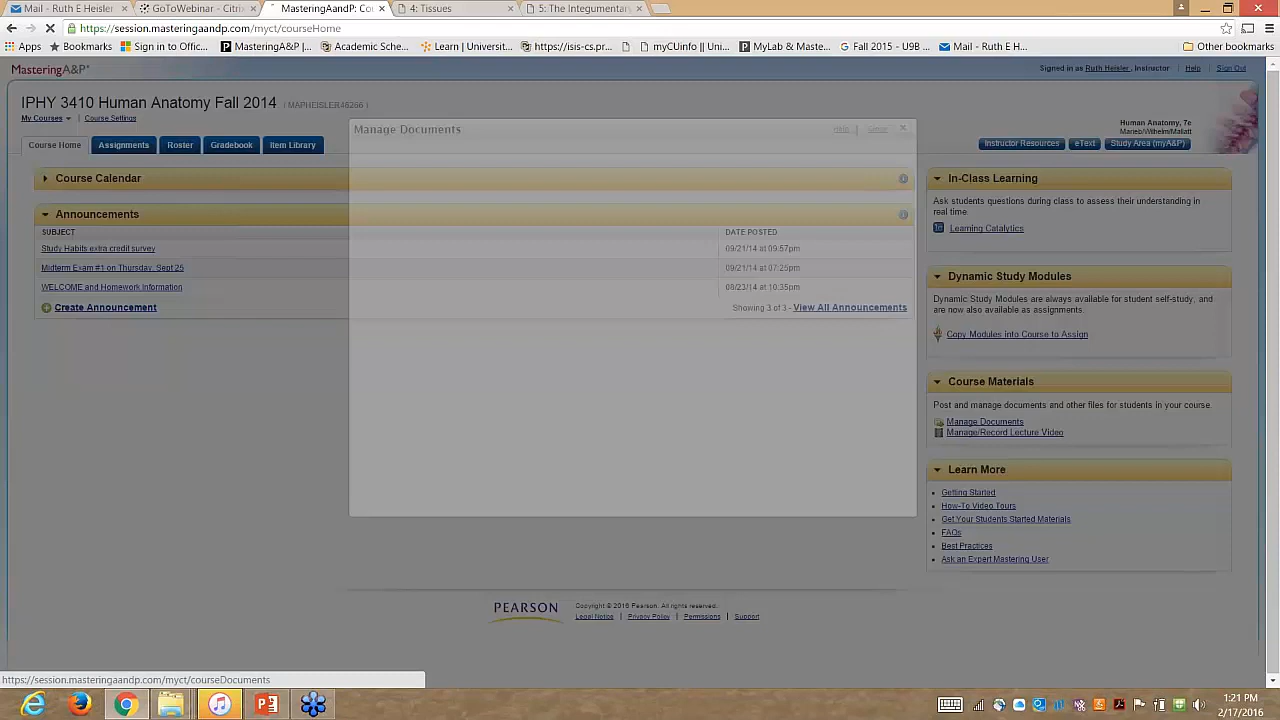 Mail - Ruth E Heisler
GoToWebinar - Citrix
MasteringAandP: Cou
4: Tissues
5: The Integumentary
https://session.masteringaandp.com/myct/courseHome
Apps
Bookmarks
Sign in to Office...
MasteringA&P |...
Academic Sche...
Learn | Universit...
https://isis-cs.pr...
myCUinfo || Uni...
MyLab & Maste...
Fall 2015 - U9B ...
Mail - Ruth E H...
Other bookmarks
MasteringA&P®
Signed in as Ruth Heisler, Instructor | Help | Sign Out
IPHY 3410 Human Anatomy Fall 2014 ( MAPHEISLER48266 )
My Courses | Course Settings
Human Anatomy, 7e
Marieb/Wilhelm/Mallatt
Course Home
Assignments
Roster
Gradebook
Item Library
Instructor Resources
eText
Study Area (myA&P)
Manage Documents
Help | Close
Course Calendar
Announcements
SUBJECT
DATE POSTED
Study Habits extra credit survey
09/21/14 at 09:57pm
Midterm Exam #1 on Thursday, Sept 25
09/21/14 at 07:25pm
WELCOME and Homework Information
08/23/14 at 10:35pm
Create Announcement
Showing 3 of 3 - View All Announcements
In-Class Learning
Ask students questions during class to assess their understanding in
real time.
Learning Catalytics
Dynamic Study Modules
Dynamic Study Modules are always available for student self-study, and
are now also available as assignments.
Copy Modules into Course to Assign
Course Materials
Post and manage documents and other files for students in your course.
Manage Documents
Manage/Record Lecture Video
Learn More
Getting Started
How-To Video Tours
Get Your Students Started Materials
FAQs
Best Practices
Ask an Expert Mastering User
PEARSON
Copyright © 2016 Pearson. All rights reserved.
Legal Notice | Privacy Policy | Permissions | Support
https://session.masteringaandp.com/myct/courseDocuments
1:21 PM
2/17/2016